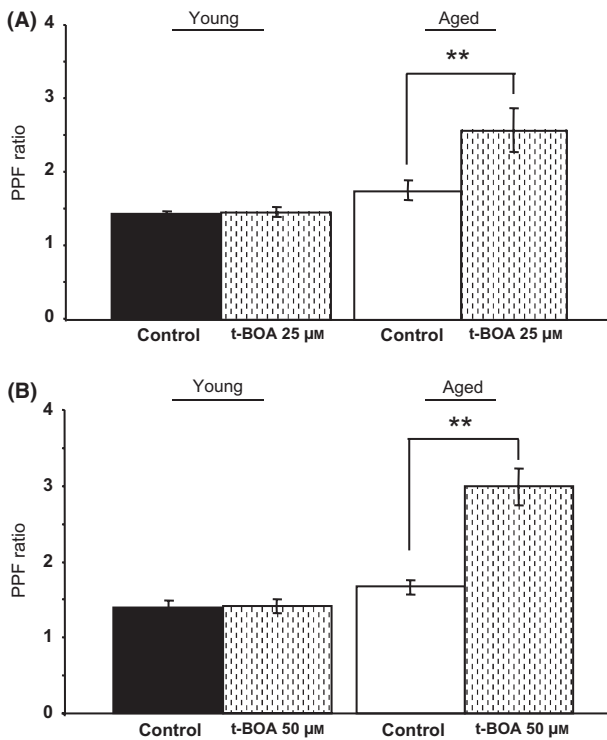 (A)
Young Aged
4
**
3
PPF ratio
2
1
0
Control t-BOA 25 µM Control t-BOA 25 µM
(B)
Young Aged
4
**
3
PPF ratio
2
1
0
Control t-BOA 50 µM Control t-BOA 50 µM